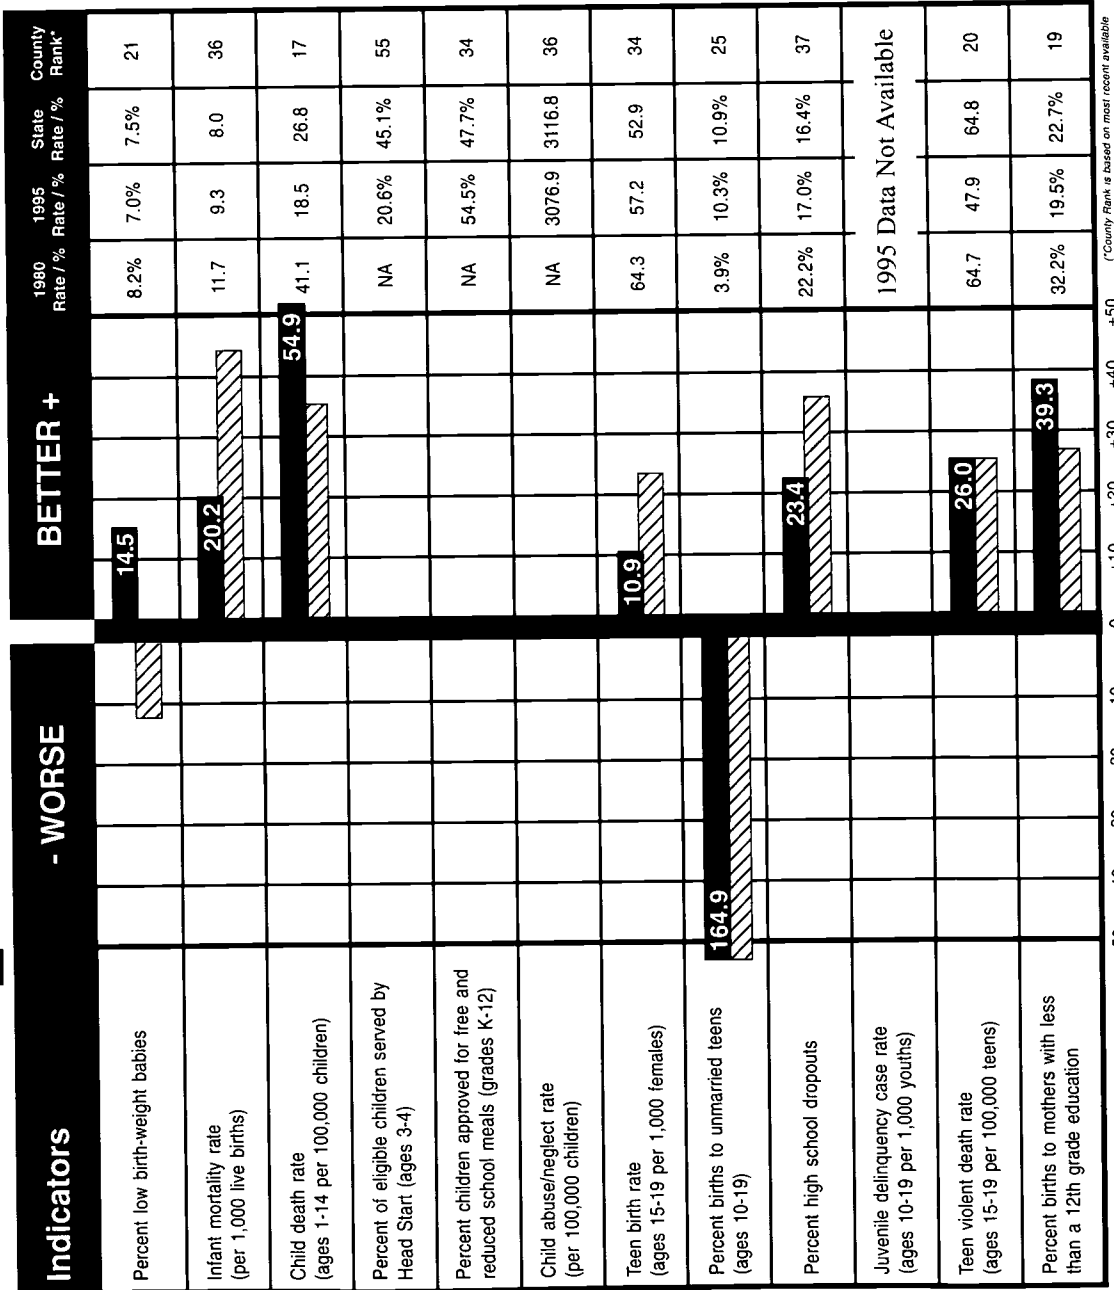 Indicators
- WORSE
BETTER +
1980
Rate / %
1995
Rate / %
State
Rate / %
County
Rank*
Percent low birth-weight babies
14.5
8.2%
7.0%
7.5%
21
Infant mortality rate
(per 1,000 live births)
20.2
11.7
9.3
8.0
36
Child death rate
(ages 1-14 per 100,000 children)
54.9
41.1
18.5
26.8
17
Percent of eligible children served by
Head Start (ages 3-4)
NA
20.6%
45.1%
55
Percent children approved for free and
reduced school meals (grades K-12)
NA
54.5%
47.7%
34
Child abuse/neglect rate
(per 100,000 children)
NA
3076.9
3116.8
36
Teen birth rate
(ages 15-19 per 1,000 females)
10.9
64.3
57.2
52.9
34
Percent births to unmarried teens
(ages 10-19)
164.9
3.9%
10.3%
10.9%
25
Percent high school dropouts
23.4
22.2%
17.0%
16.4%
37
Juvenile delinquency case rate
(ages 10-19 per 1,000 youths)
1995 Data Not Available
Teen violent death rate
(ages 15-19 per 100,000 teens)
26.0
64.7
47.9
64.8
20
Percent births to mothers with less
than a 12th grade education
39.3
32.2%
19.5%
22.7%
19
+40
+50
(*County Rank is based on most recent available